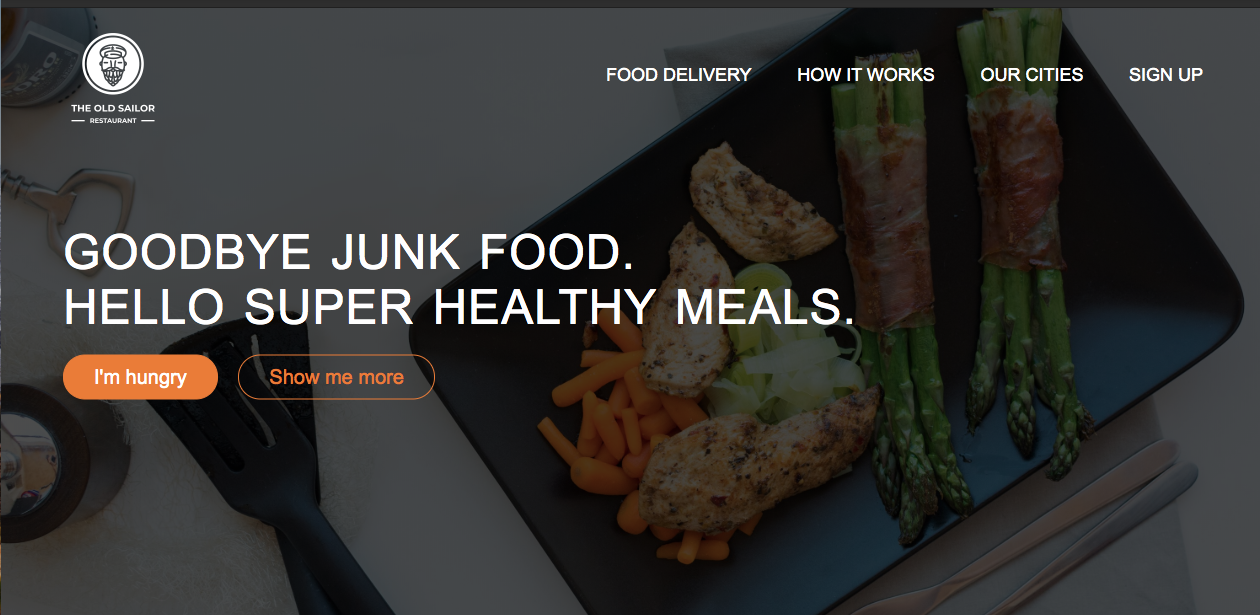 THE OLD SAILOR
RESTAURANT
FOOD DELIVERY HOW IT WORKS OUR CITIES SIGN UP
GOODBYE JUNK FOOD.
HELLO SUPER HEALTHY MEALS.
I'm hungry Show me more